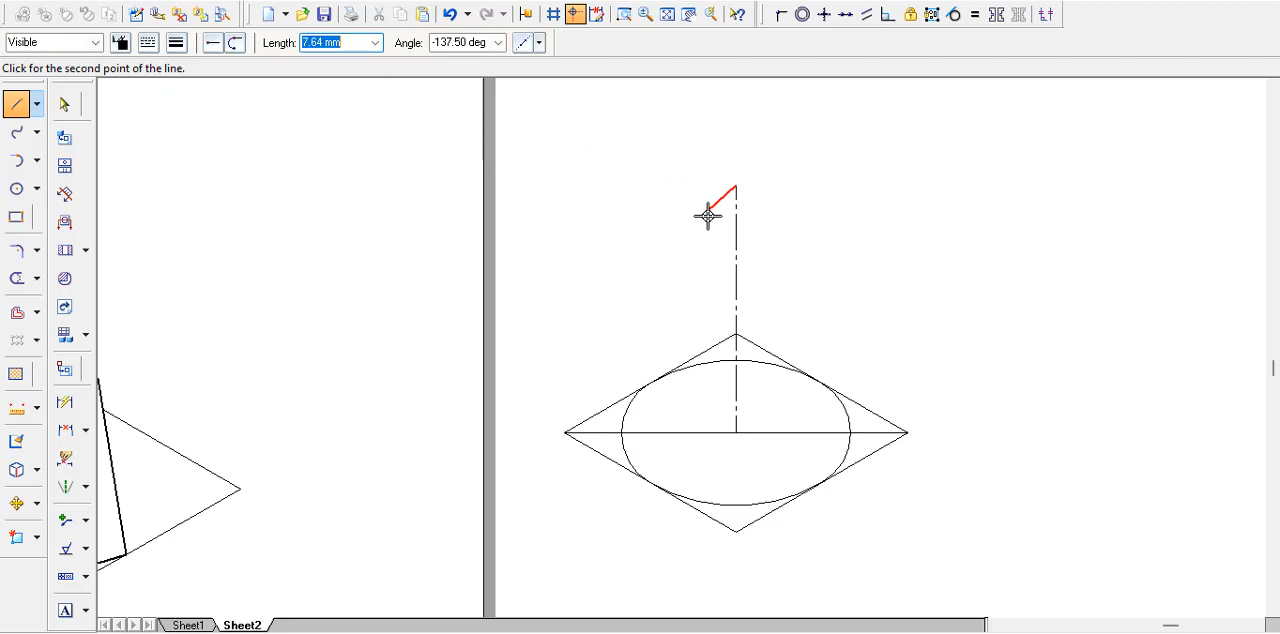 Visible Length: 7.64 mm Angle: -137.50 deg
Click for the second point of the line.
A
Sheet1 Sheet2